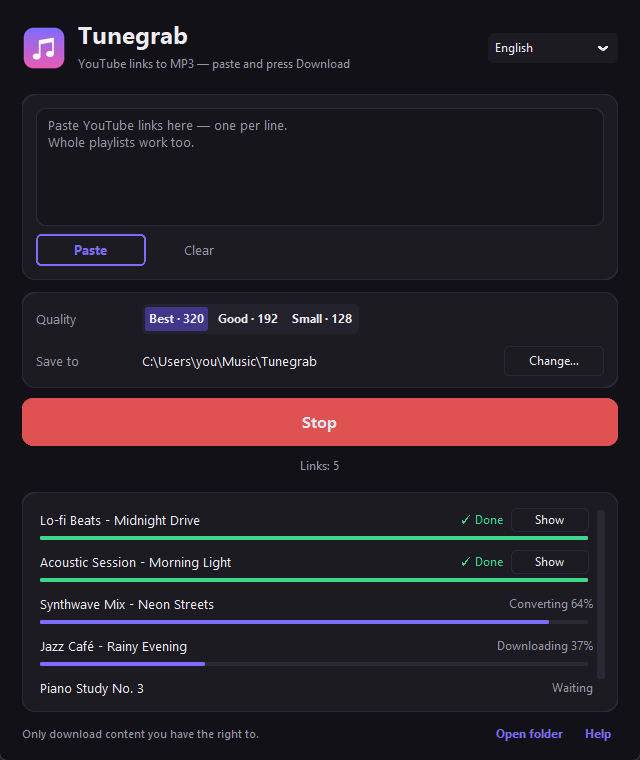 Tunegrab
YouTube links to MP3 — paste and press Download
English
Paste YouTube links here — one per line.
Whole playlists work too.
Paste
Clear
Quality
Best · 320
Good · 192
Small · 128
Save to
C:\Users\you\Music\Tunegrab
Change...
Stop
Links: 5
Lo-fi Beats - Midnight Drive
✓ Done
Show
Acoustic Session - Morning Light
✓ Done
Show
Synthwave Mix - Neon Streets
Converting 64%
Jazz Café - Rainy Evening
Downloading 37%
Piano Study No. 3
Waiting
Only download content you have the right to.
Open folder
Help